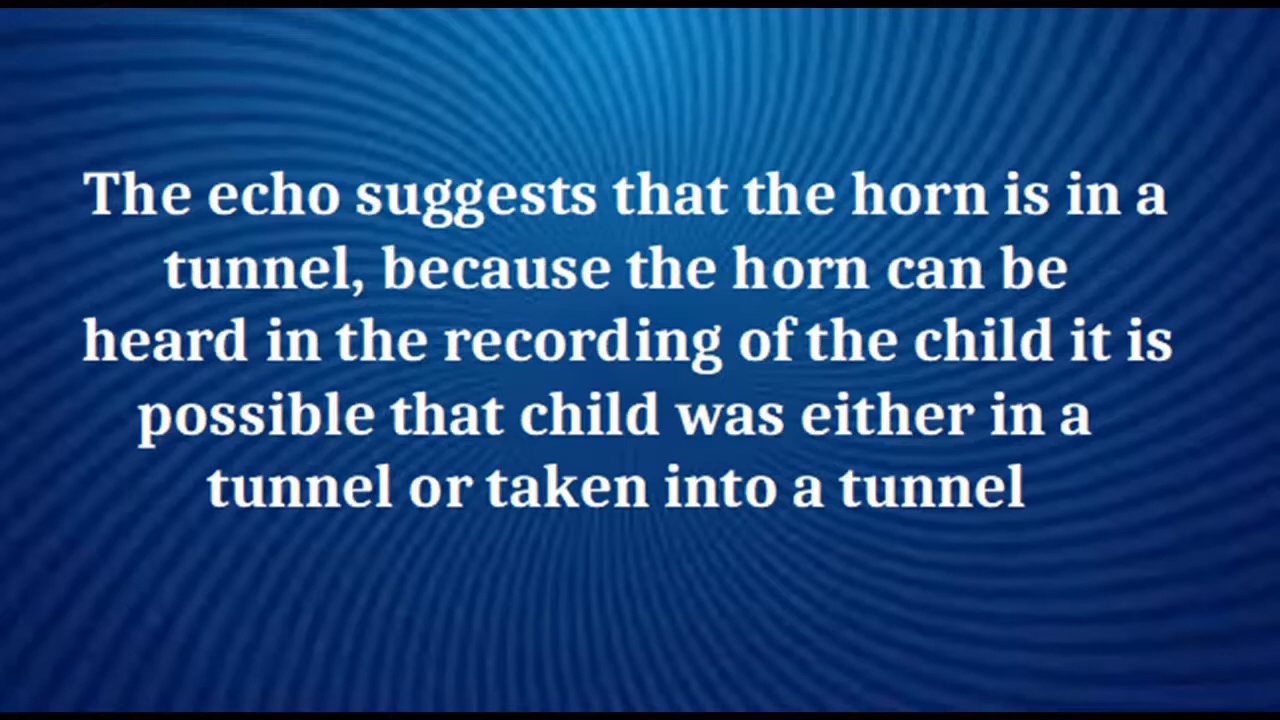 The echo suggests that the horn is in a
tunnel, because the horn can be
heard in the recording of the child it is
possible that child was either in a
tunnel or taken into a tunnel